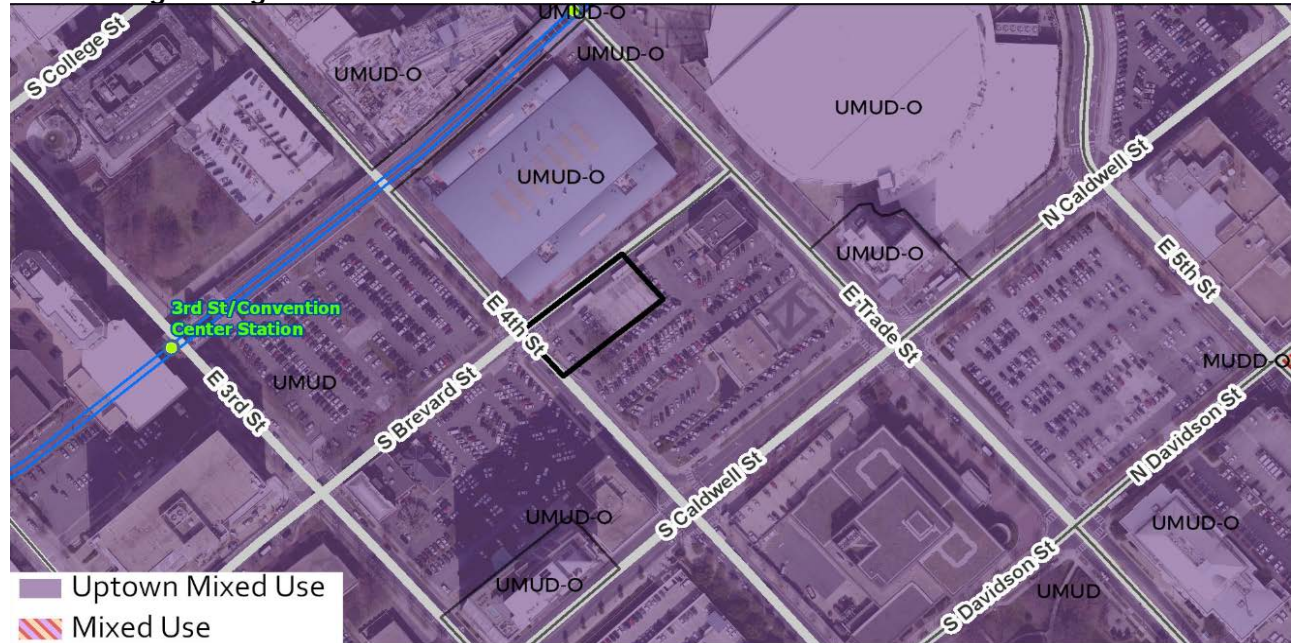 UMUD-O
S College St
UMUD-O
UMUD-O
UMUD-O
N Caldwell St
UMUD-O
UMUD-O
E 5th St
3rd St/Convention
Center Station
E 4th St
E Trade St
UMUD
MUDD-O
E 3rd St
S Brevard St
N Davidson St
UMUD-O
S Caldwell St
UMUD-O
UMUD-O
S Davidson St
UMUD
Uptown Mixed Use
Mixed Use